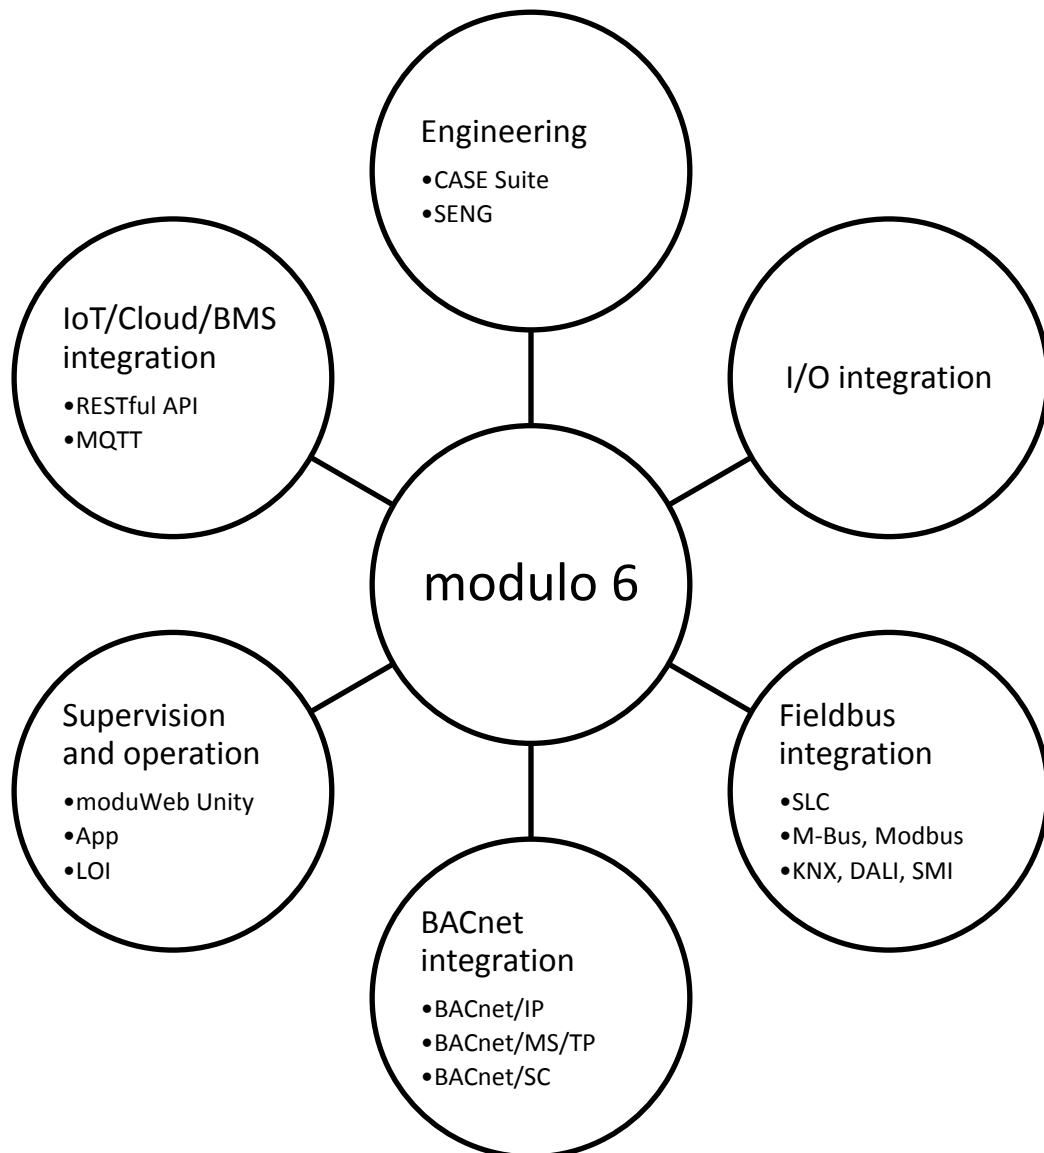 Engineering
•CASE Suite
•SENG
IoT/Cloud/BMS
integration
•RESTful API
•MQTT
I/O integration
modulo 6
Supervision
and operation
•moduWeb Unity
•App
•LOI
Fieldbus
integration
•SLC
•M-Bus, Modbus
•KNX, DALI, SMI
BACnet
integration
•BACnet/IP
•BACnet/MS/TP
•BACnet/SC